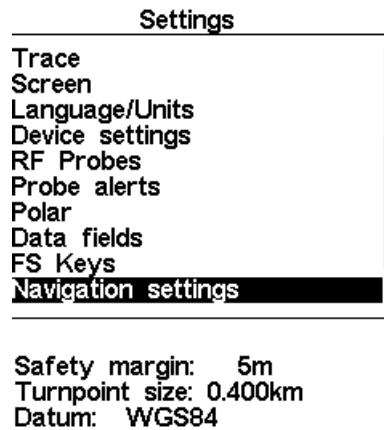 Settings
Trace
Screen
Language/Units
Device settings
RF Probes
Probe alerts
Polar
Data fields
FS Keys
Navigation settings
Safety margin: 5m
Turnpoint size: 0.400km
Datum: WGS84